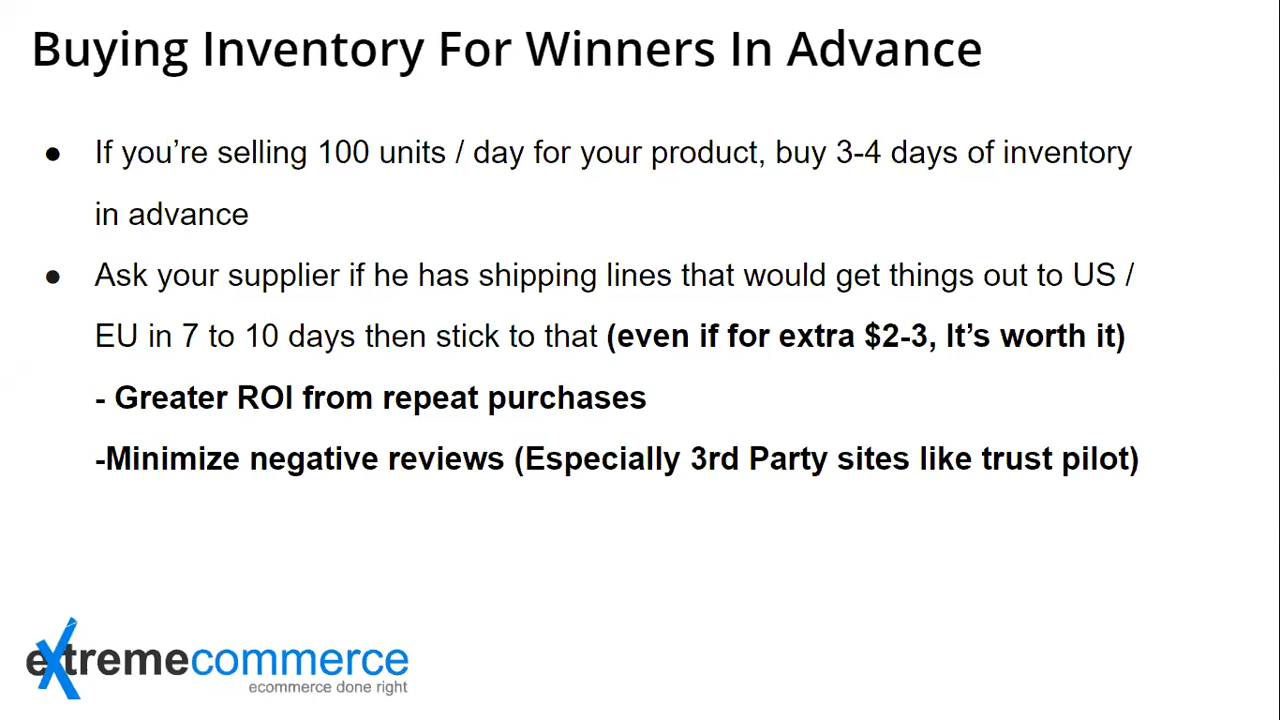 Buying Inventory For Winners In Advance
● If you’re selling 100 units / day for your product, buy 3-4 days of inventory
in advance
● Ask your supplier if he has shipping lines that would get things out to US /
EU in 7 to 10 days then stick to that (even if for extra $2-3, It’s worth it)
- Greater ROI from repeat purchases
-Minimize negative reviews (Especially 3rd Party sites like trust pilot)
extremecommerce
ecommerce done right